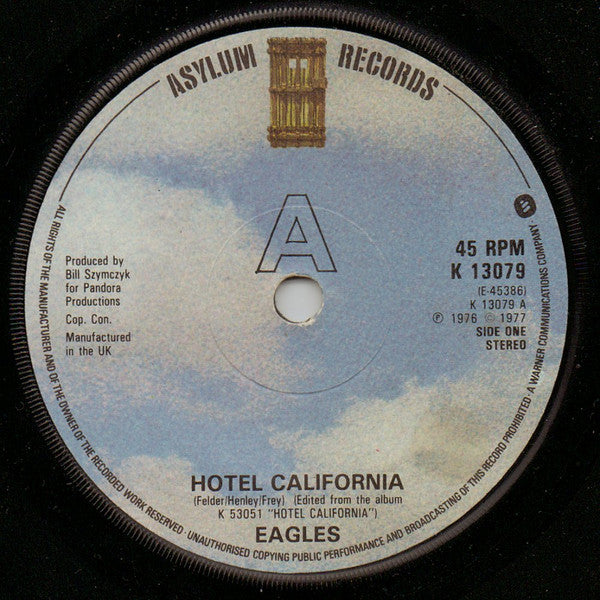 ASYLUM RECORDS
A
Produced by
Bill Szymczyk
for Pandora
Productions
Cop. Con.
Manufactured
in the UK
45 RPM
K 13079
(E-45386)
K 13079 A
℗ 1976 © 1977
SIDE ONE
STEREO
HOTEL CALIFORNIA
(Felder/Henley/Frey) (Edited from the album
K 53051 "HOTEL CALIFORNIA")
EAGLES
ALL RIGHTS OF THE MANUFACTURER AND OF THE OWNER OF THE RECORDED WORK RESERVED · UNAUTHORISED COPYING PUBLIC PERFORMANCE AND BROADCASTING OF THIS RECORD PROHIBITED · A WARNER COMMUNICATIONS COMPANY